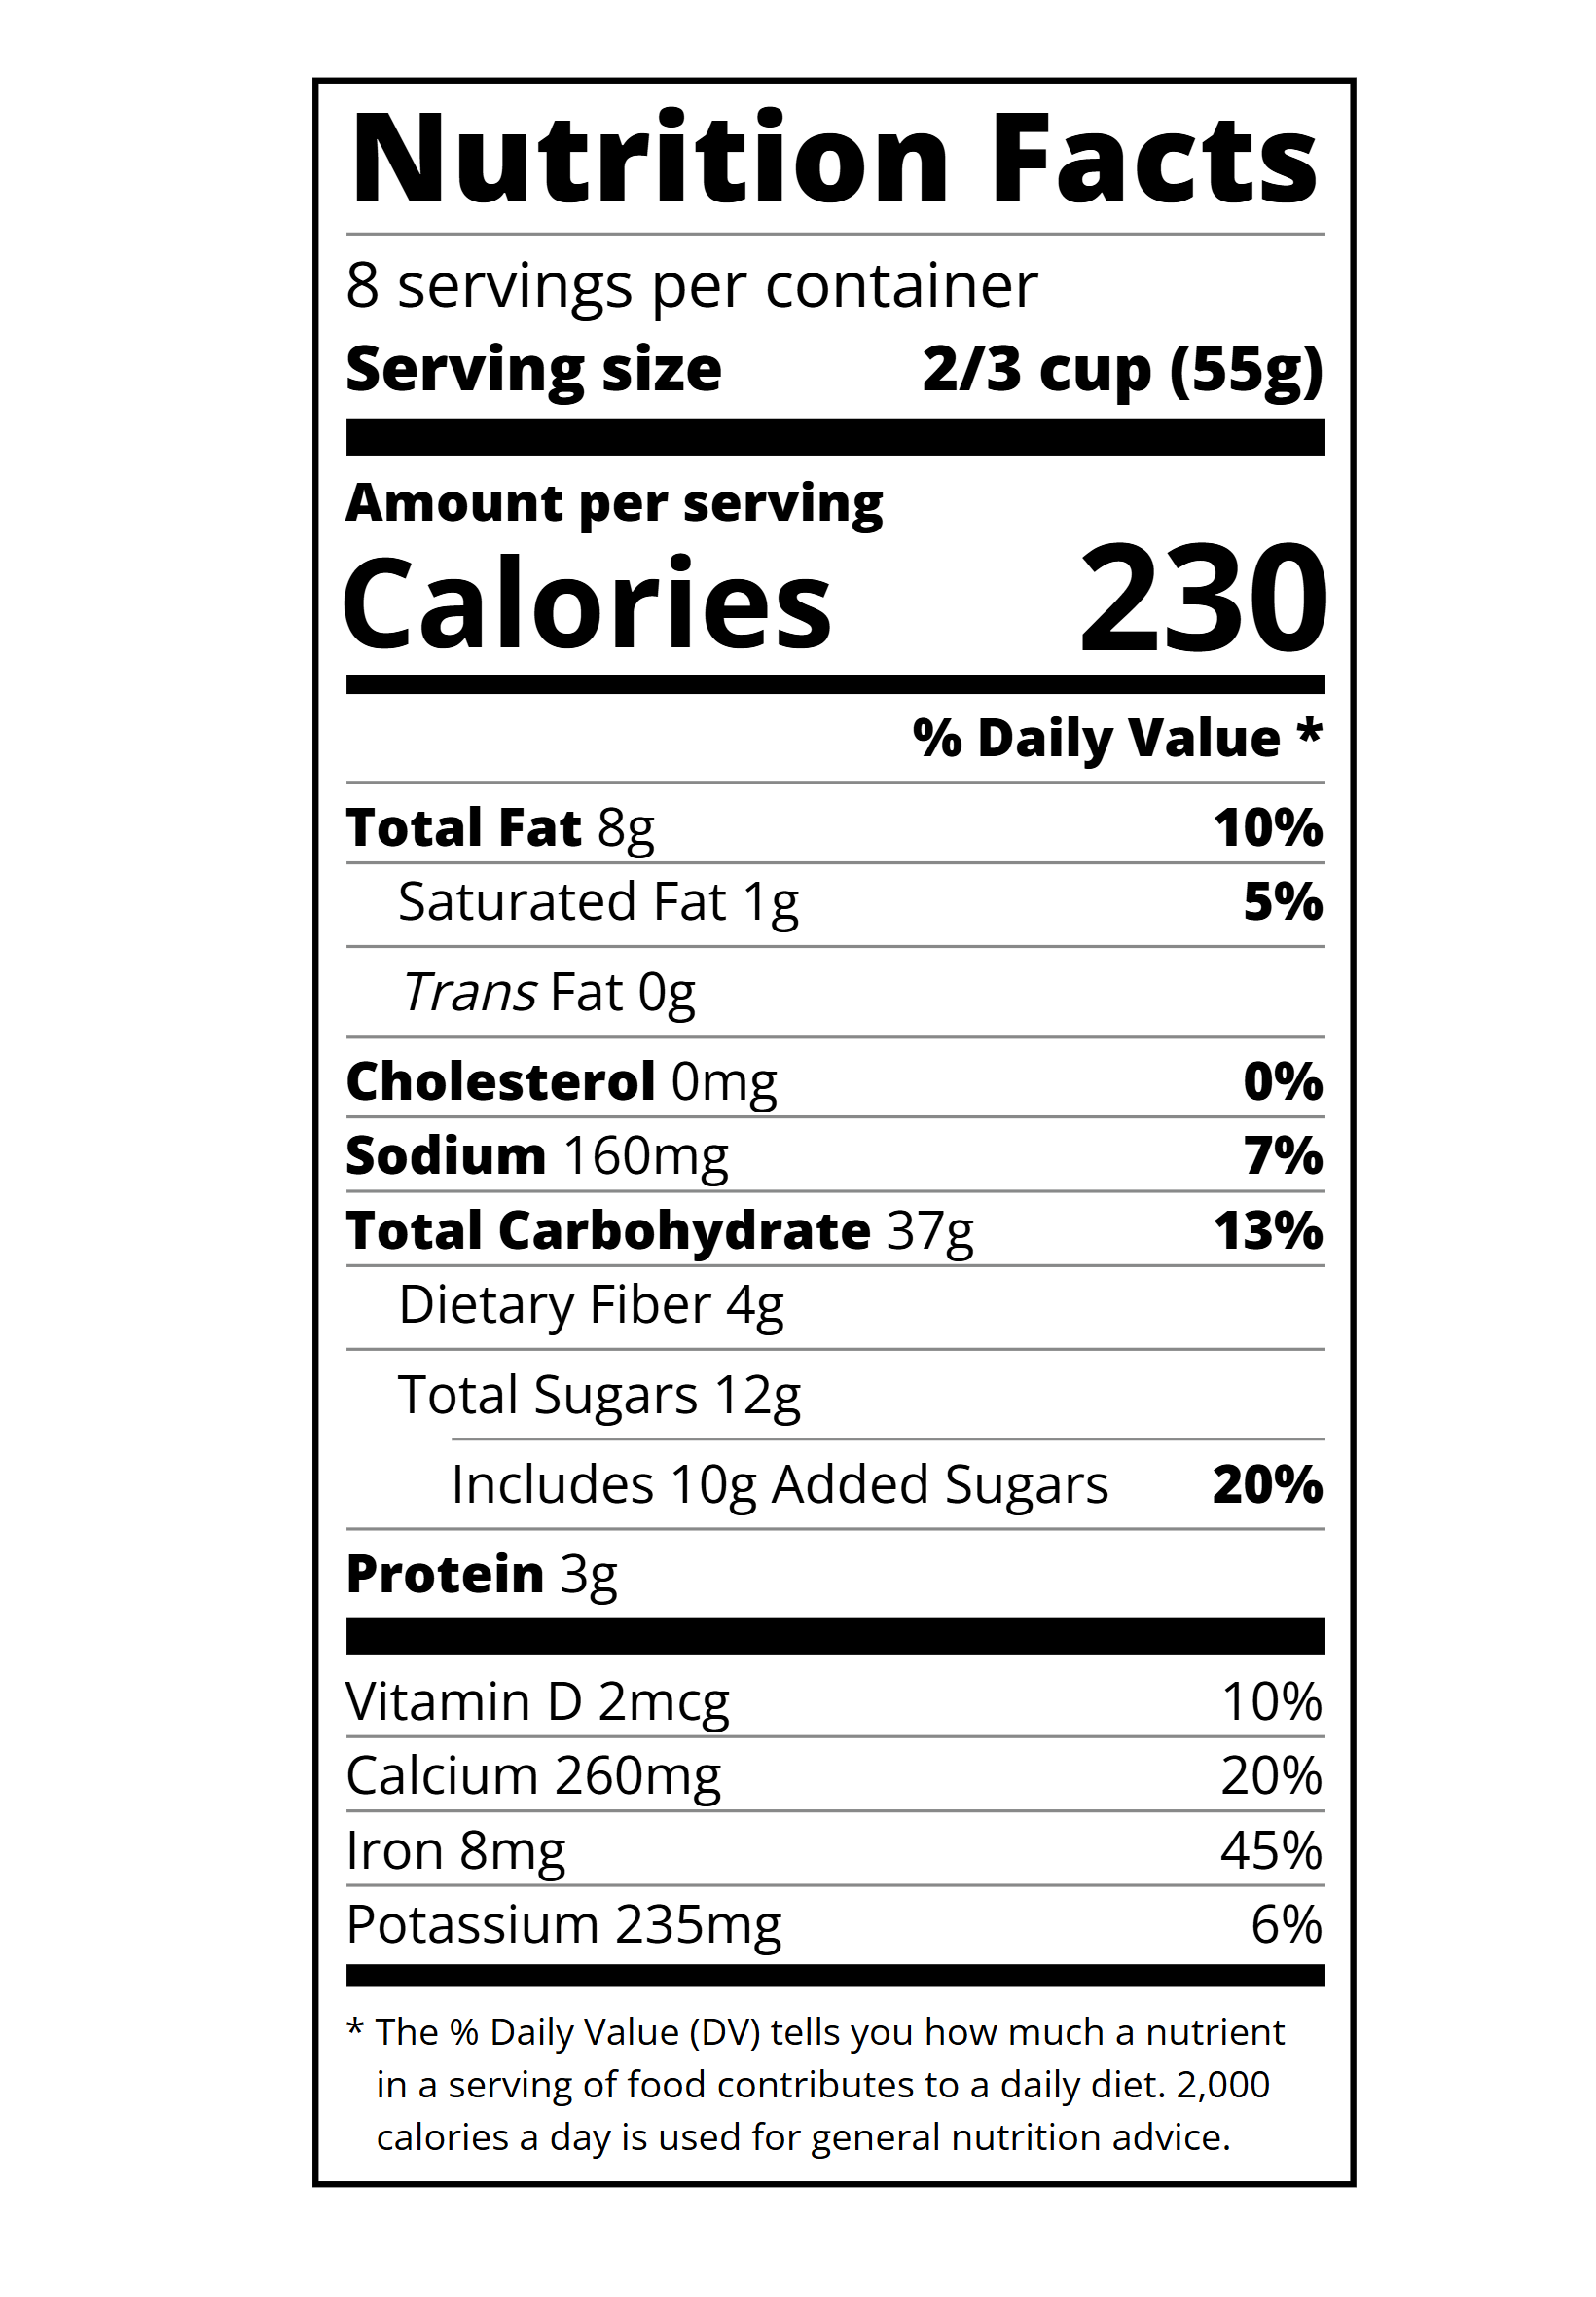 Nutrition Facts
8 servings per container
Serving size 2/3 cup (55g)
Amount per serving
Calories 230
% Daily Value *
Total Fat 8g 10%
Saturated Fat 1g 5%
Trans Fat 0g
Cholesterol 0mg 0%
Sodium 160mg 7%
Total Carbohydrate 37g 13%
Dietary Fiber 4g
Total Sugars 12g
Includes 10g Added Sugars 20%
Protein 3g
Vitamin D 2mcg 10%
Calcium 260mg 20%
Iron 8mg 45%
Potassium 235mg 6%
* The % Daily Value (DV) tells you how much a nutrient
in a serving of food contributes to a daily diet. 2,000
calories a day is used for general nutrition advice.